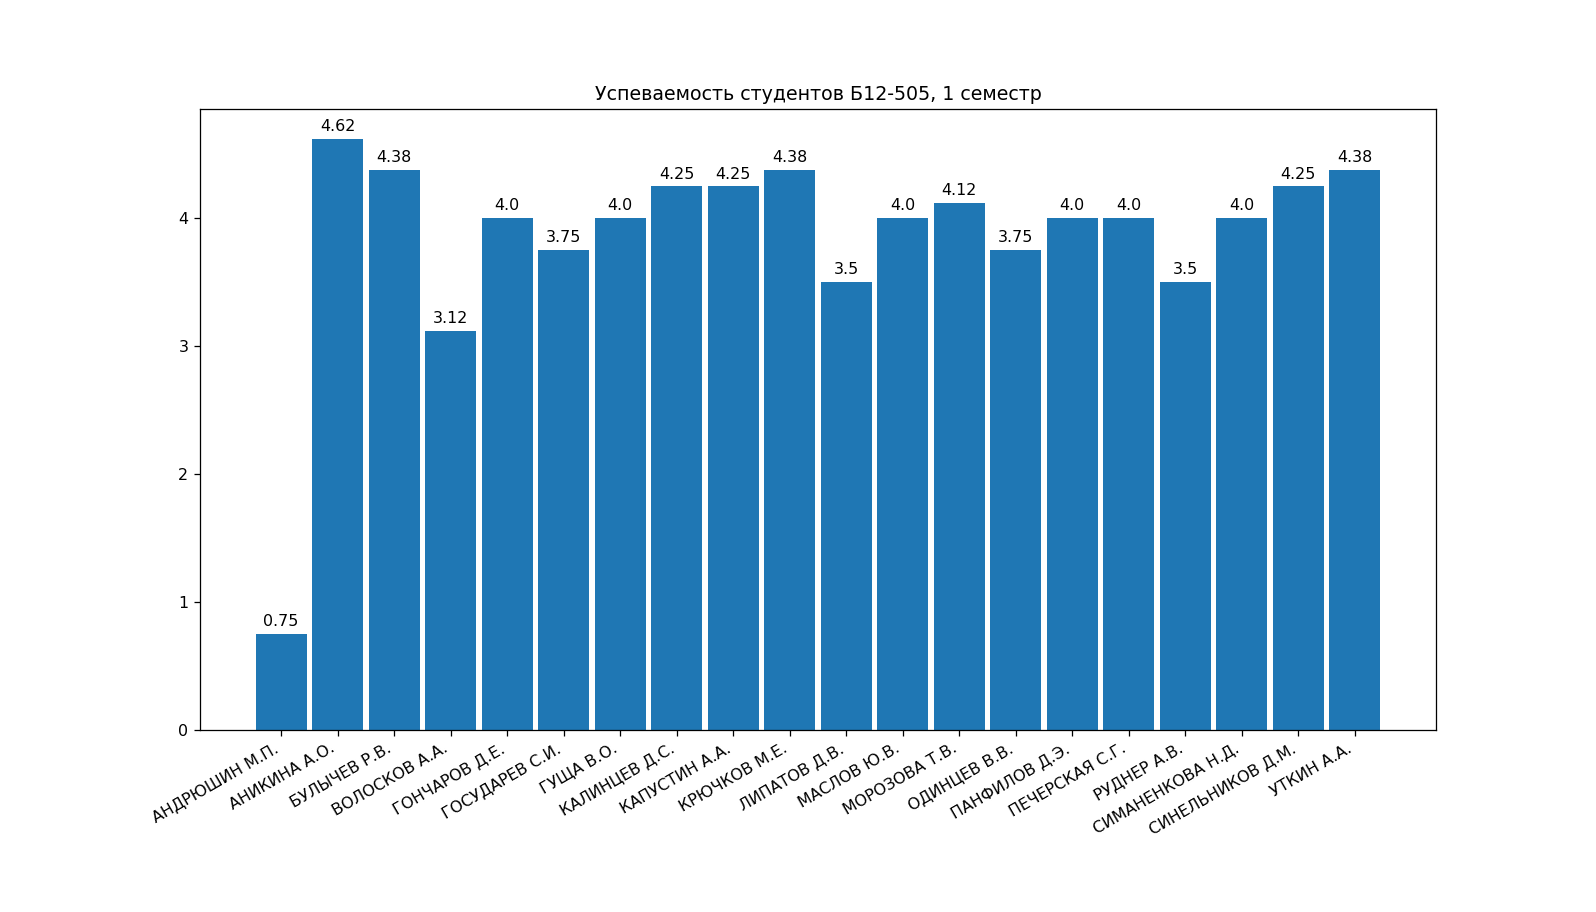 Успеваемость студентов Б12-505, 1 семестр
4.62
4.38
4.38
4.38
4.25
4.25
4.25
4.12
4.0
4.0
4.0
4.0
4.0
4.0
3.75
3.75
3.5
3.5
3.12
0.75
4
3
2
1
0
АНДРЮШИН М.П.
АНИКИНА А.О.
БУЛЫЧЕВ Р.В.
ВОЛОСКОВ А.А.
ГОНЧАРОВ Д.Е.
ГОСУДАРЕВ С.И.
ГУЩА В.О.
КАЛИНЦЕВ Д.С.
КАПУСТИН А.А.
КРЮЧКОВ М.Е.
ЛИПАТОВ Д.В.
МАСЛОВ Ю.В.
МОРОЗОВА Т.В.
ОДИНЦЕВ В.В.
ПАНФИЛОВ Д.Э.
ПЕЧЕРСКАЯ С.Г.
РУДНЕР А.В.
СИМАНЕНКОВА Н.Д.
СИНЕЛЬНИКОВ Д.М.
УТКИН А.А.